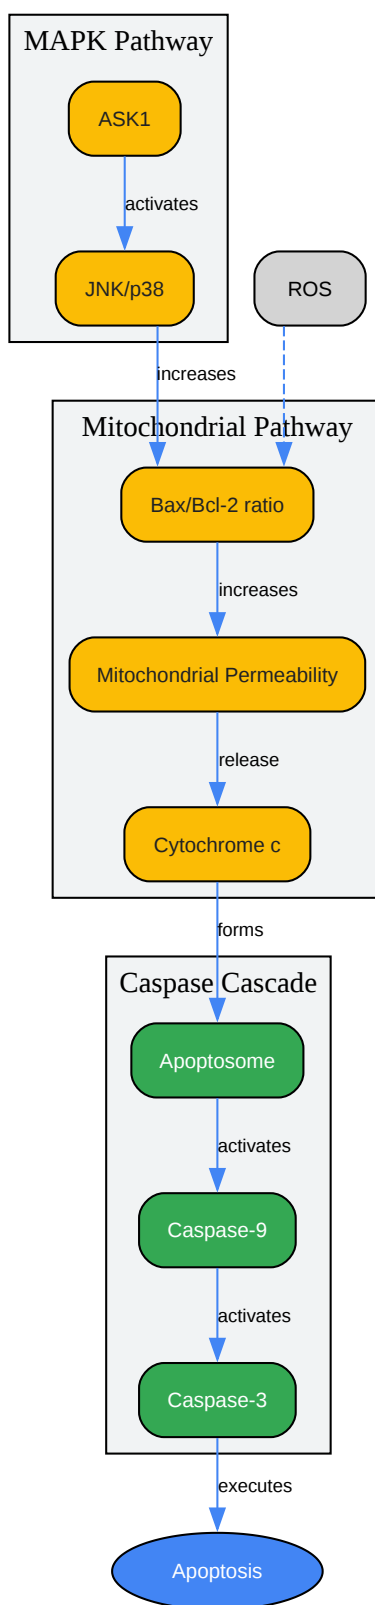 MAPK Pathway
ASK1
activates
JNK/p38
ROS
increases
Mitochondrial Pathway
Bax/Bcl-2 ratio
increases
Mitochondrial Permeability
release
Cytochrome c
forms
Caspase Cascade
Apoptosome
activates
Caspase-9
activates
Caspase-3
executes
Apoptosis